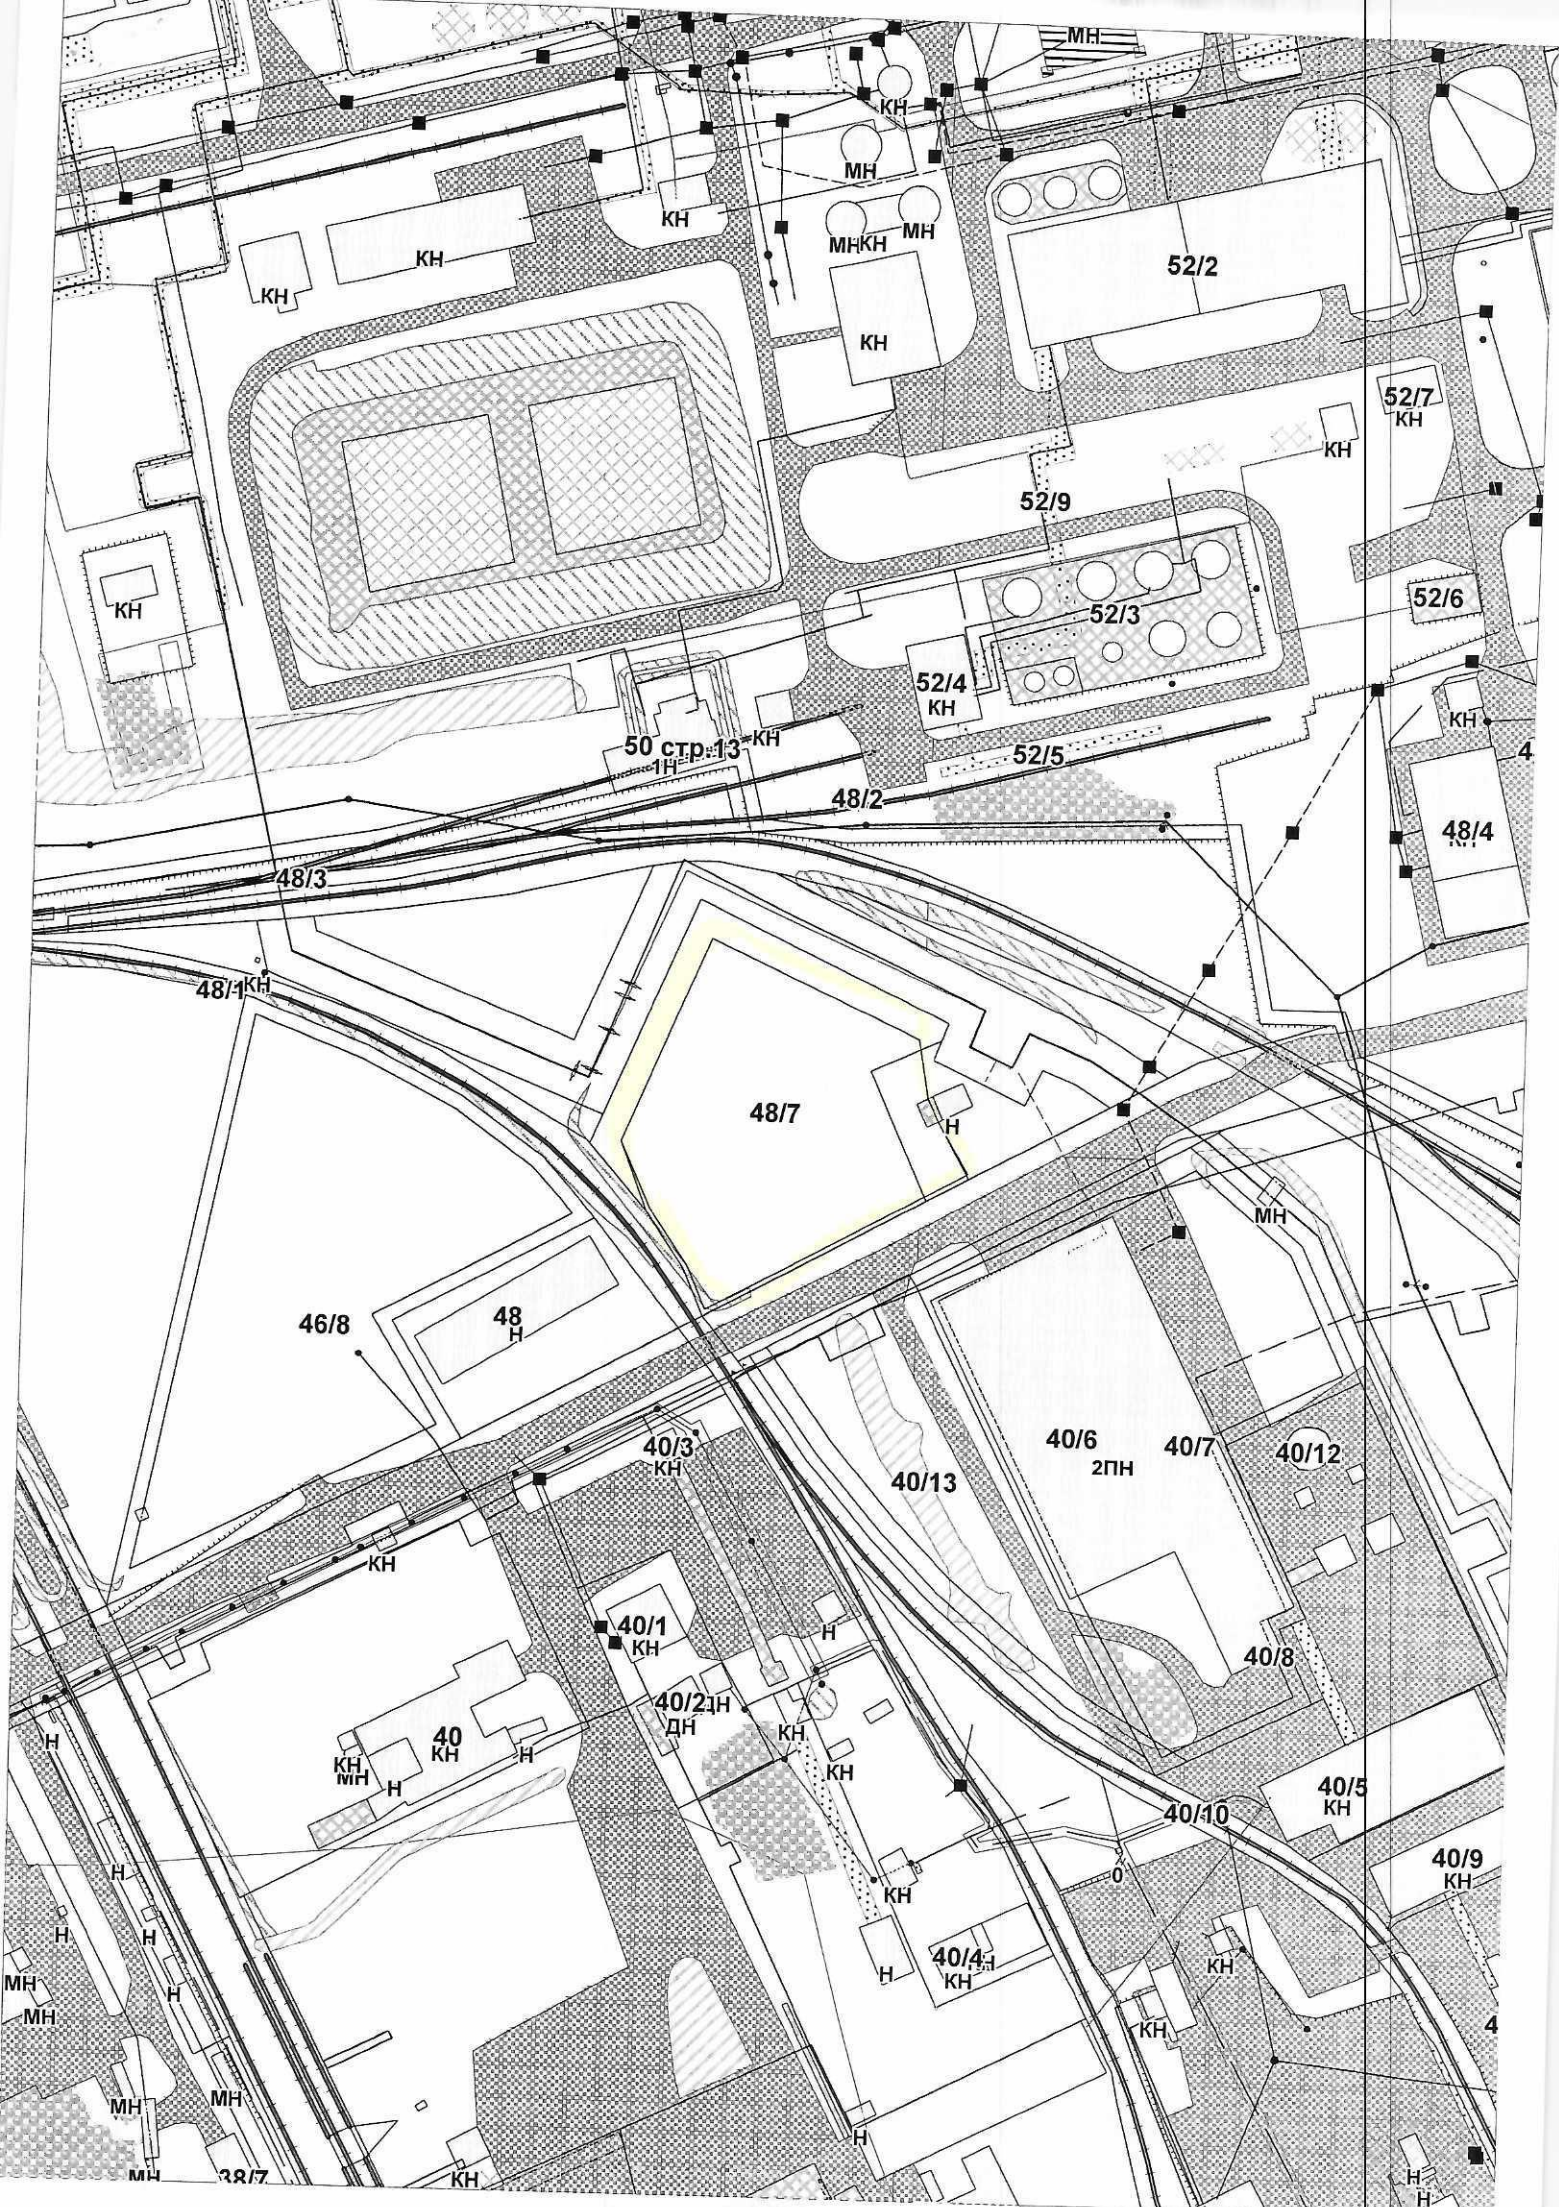 МН
КН
МН
КН
МН
КН
МН
52/2
КН
КН
КН
52/7
КН
КН
52/9
КН
52/3
52/6
52/4
КН
КН
50 стр.13
1Н
КН
52/5
48/2
4
48/4
48/3
48/1
КН
48/7
Н
МН
46/8
48
Н
40/3
КН
40/6
2ПН
40/7
40/12
40/13
КН
40/1
КН
Н
40/8
40/2
ДН
ДН
Н
40
КН
КН
МН
Н
Н
КН
КН
40/5
КН
40/10
40/9
КН
0
Н
КН
Н
Н
40/4
КН
Н
КН
МН
Н
МН
КН
4
МН
МН
Н
МН
38/7
КН
Н
Н